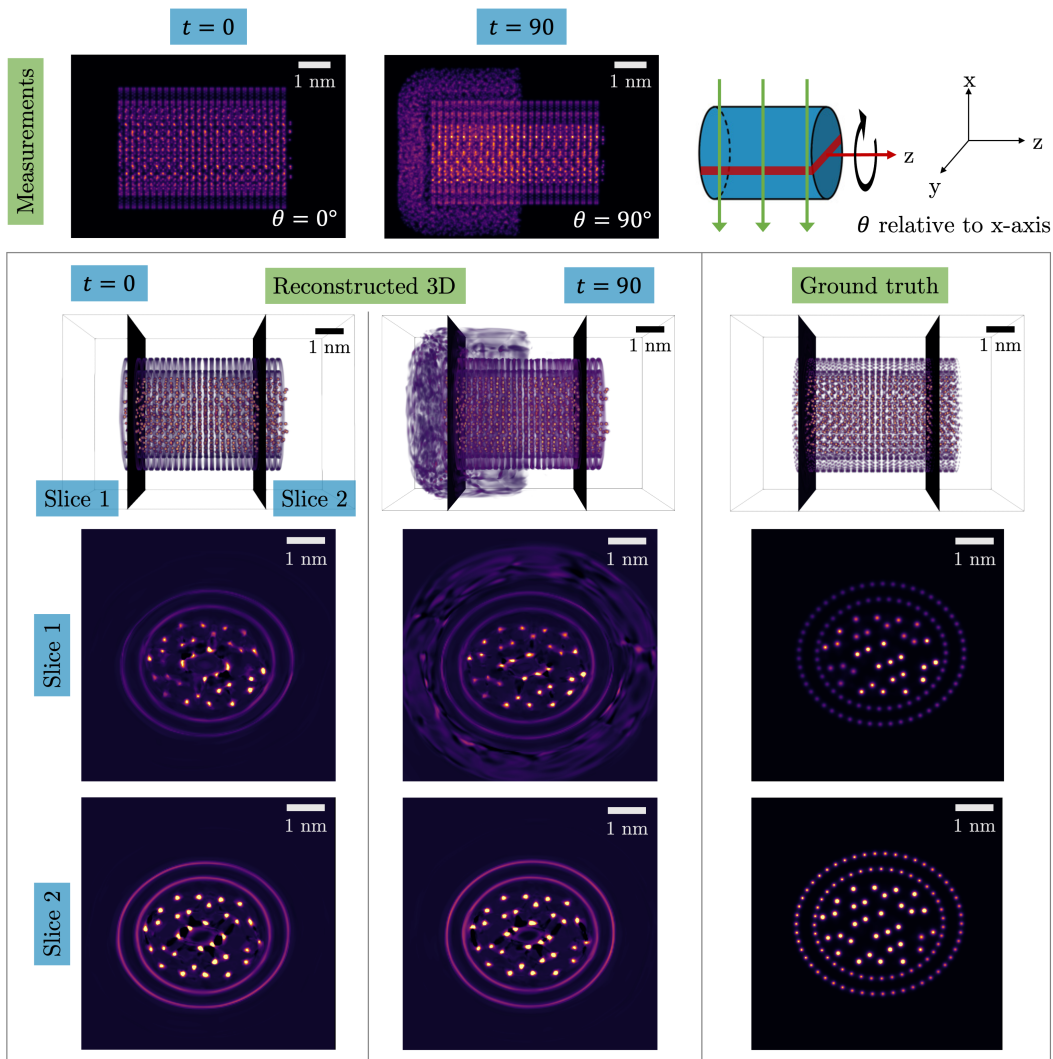 t = 0
t = 90
Measurements
1 nm
θ = 0°
1 nm
θ = 90°
x
z
z
y
θ relative to x-axis
t = 0
Reconstructed 3D
t = 90
Ground truth
1 nm
1 nm
1 nm
Slice 1
Slice 2
Slice 1
1 nm
1 nm
1 nm
Slice 2
1 nm
1 nm
1 nm